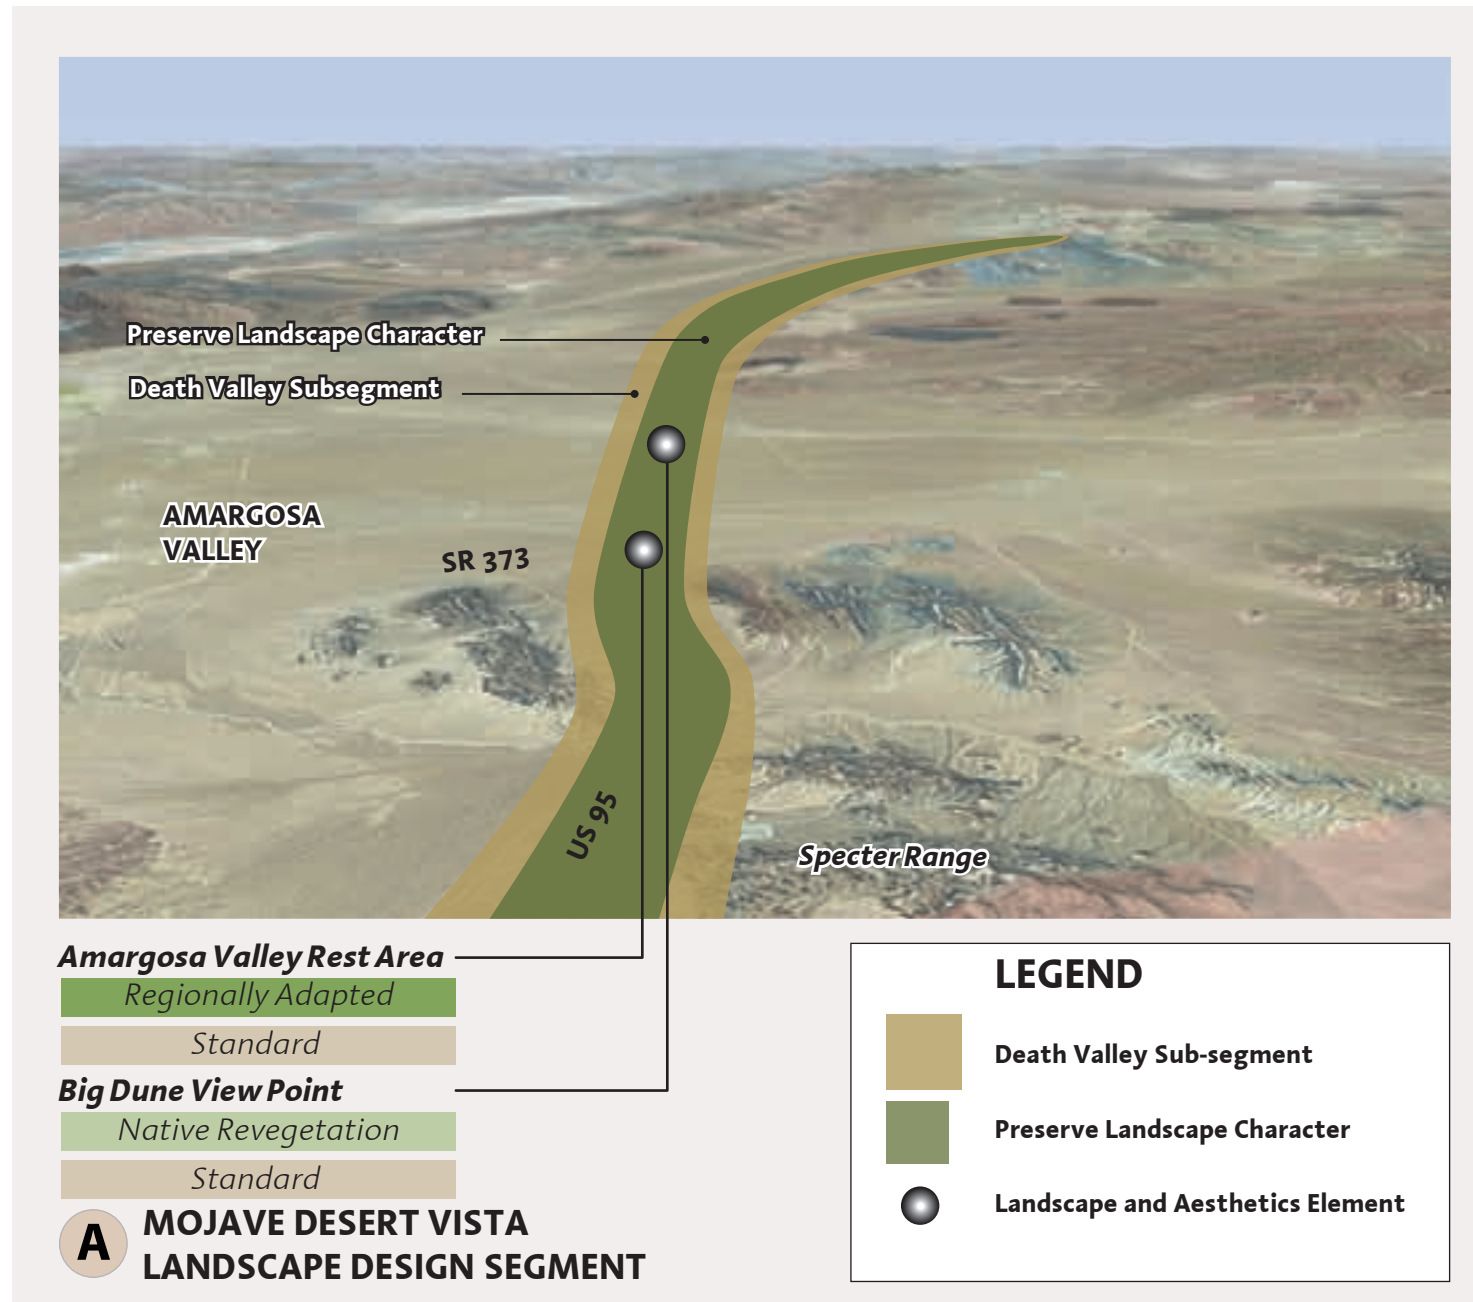 Preserve Landscape Character
Death Valley Subsegment
AMARGOSA
VALLEY
SR 373
US 95
Specter Range
Amargosa Valley Rest Area
Regionally Adapted
Standard
Big Dune View Point
Native Revegetation
Standard
A
MOJAVE DESERT VISTA
LANDSCAPE DESIGN SEGMENT
LEGEND
Death Valley Sub-segment
Preserve Landscape Character
Landscape and Aesthetics Element